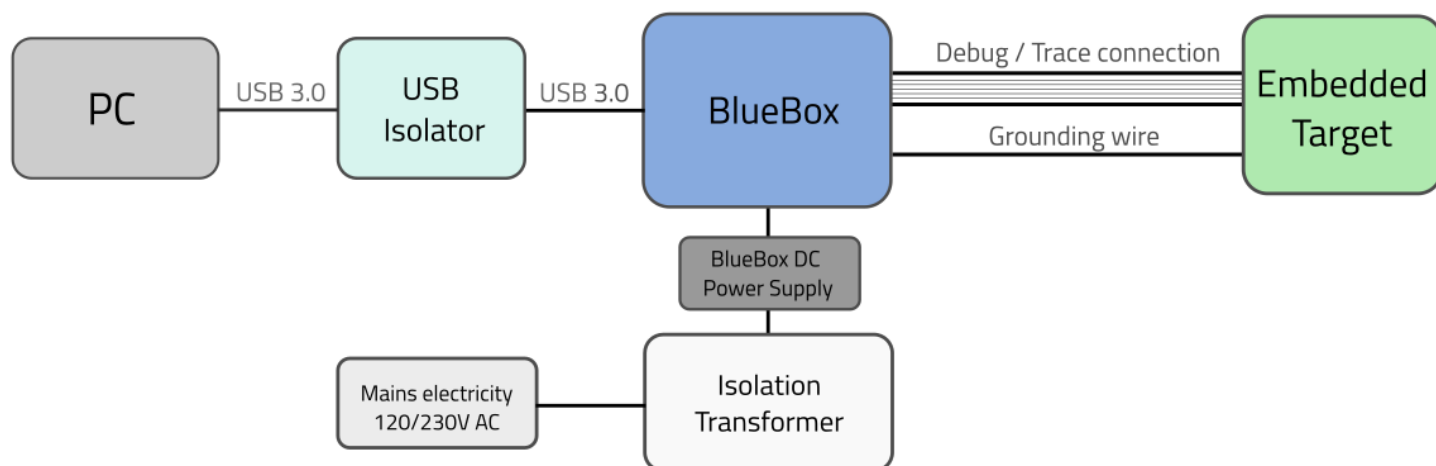 PC
USB 3.0
USB
Isolator
USB 3.0
BlueBox
Debug / Trace connection
Grounding wire
Embedded
Target
BlueBox DC
Power Supply
Mains electricity
120/230V AC
Isolation
Transformer